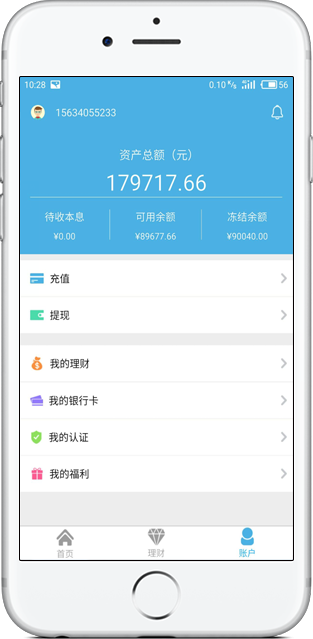 10:28 0.10 K/s 4G 56
15634055233
资产总额（元）
179717.66
待收本息 可用余额 冻结余额
¥0.00 ¥89677.66 ¥90040.00
充值
提现
我的理财
我的银行卡
我的认证
我的福利
首页 理财 账户